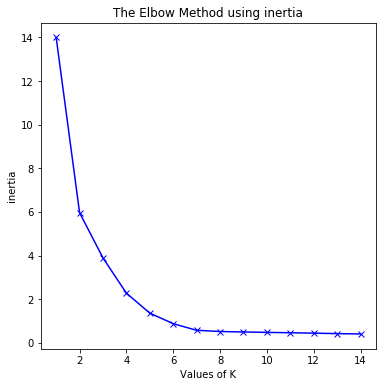 The Elbow Method using inertia
14
12
10
8
6
4
2
0
inertia
2 4 6 8 10 12 14
Values of K